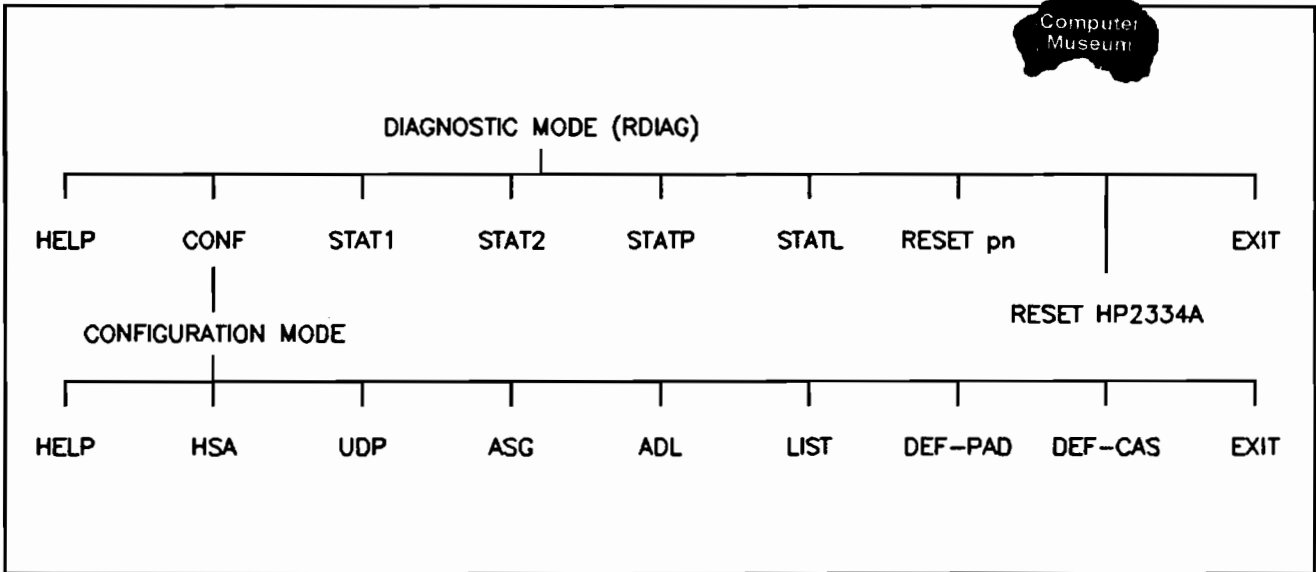 Computer
Museum
DIAGNOSTIC MODE (RDIAG)
HELP CONF STAT1 STAT2 STATP STATL RESET pn EXIT
RESET HP2334A
CONFIGURATION MODE
HELP HSA UDP ASG ADL LIST DEF-PAD DEF-CAS EXIT